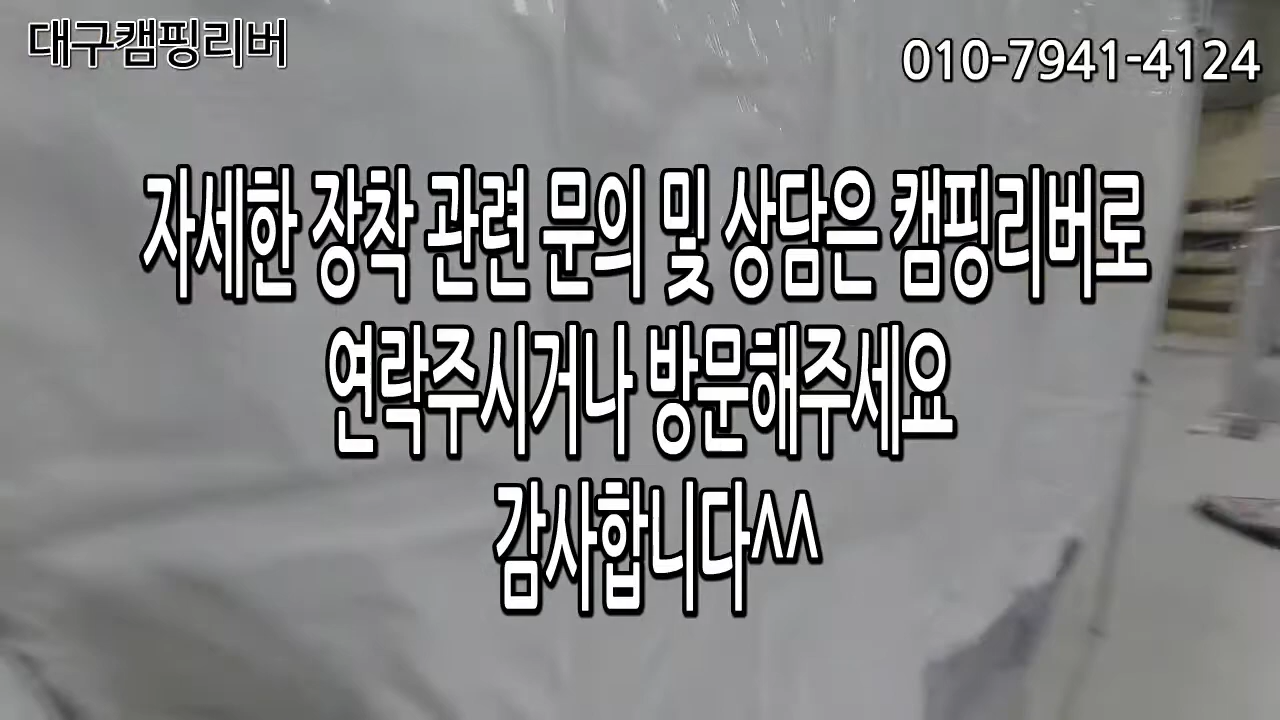 대구캠핑리버
010-7941-4124
자세한 장착 관련 문의 및 상담은 캠핑리버로
연락주시거나 방문해주세요
감사합니다^^